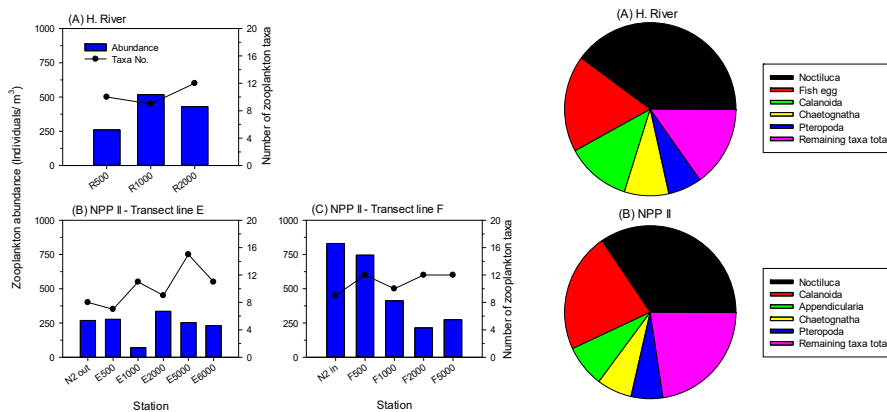 (A) H. River
Zooplankton abundance (Individuals/ m³)
1000
750
500
250
0
Abundance
Taxa No.
20
16
12
8
4
0
Number of zooplankton taxa
R500
R1000
R2000
(B) NPP Ⅱ - Transect line E
1000
750
500
250
0
N2 out
E500
E1000
E2000
E5000
E6000
Station
20
16
12
8
4
0
(C) NPP Ⅱ - Transect line F
1000
750
500
250
0
N2 in
F500
F1000
F2000
F5000
Station
20
16
12
8
4
0
Number of zooplankton taxa
(A) H. River
Noctiluca
Fish egg
Calanoida
Chaetognatha
Pteropoda
Remaining taxa total
(B) NPP Ⅱ
Noctiluca
Calanoida
Appendicularia
Chaetognatha
Pteropoda
Remaining taxa total